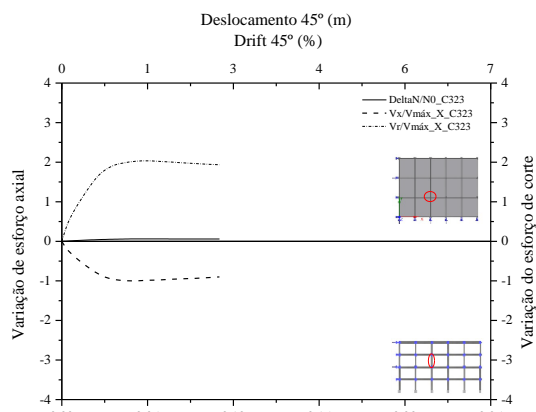 Deslocamento 45º (m)
Drift 45º (%)
0 1 3 4 6 7
4 4
3 3
2 2
1 1
0 0
-1 -1
-2 -2
-3 -3
-4 -4
DeltaN/N0_C323
Vx/Vmáx_X_C323
Vr/Vmáx_X_C323
Variação de esforço axial
Variação do esforço de corte